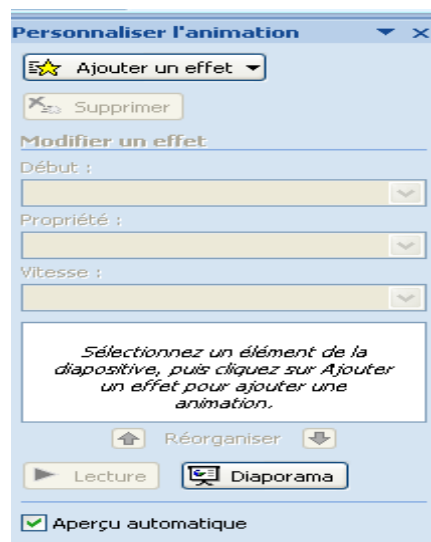 Personnaliser l'animation
Ajouter un effet
Supprimer
Modifier un effet
Début :
Propriété :
Vitesse :
Sélectionnez un élément de la
diapositive, puis cliquez sur Ajouter
un effet pour ajouter une
animation.
Réorganiser
Lecture Diaporama
Aperçu automatique